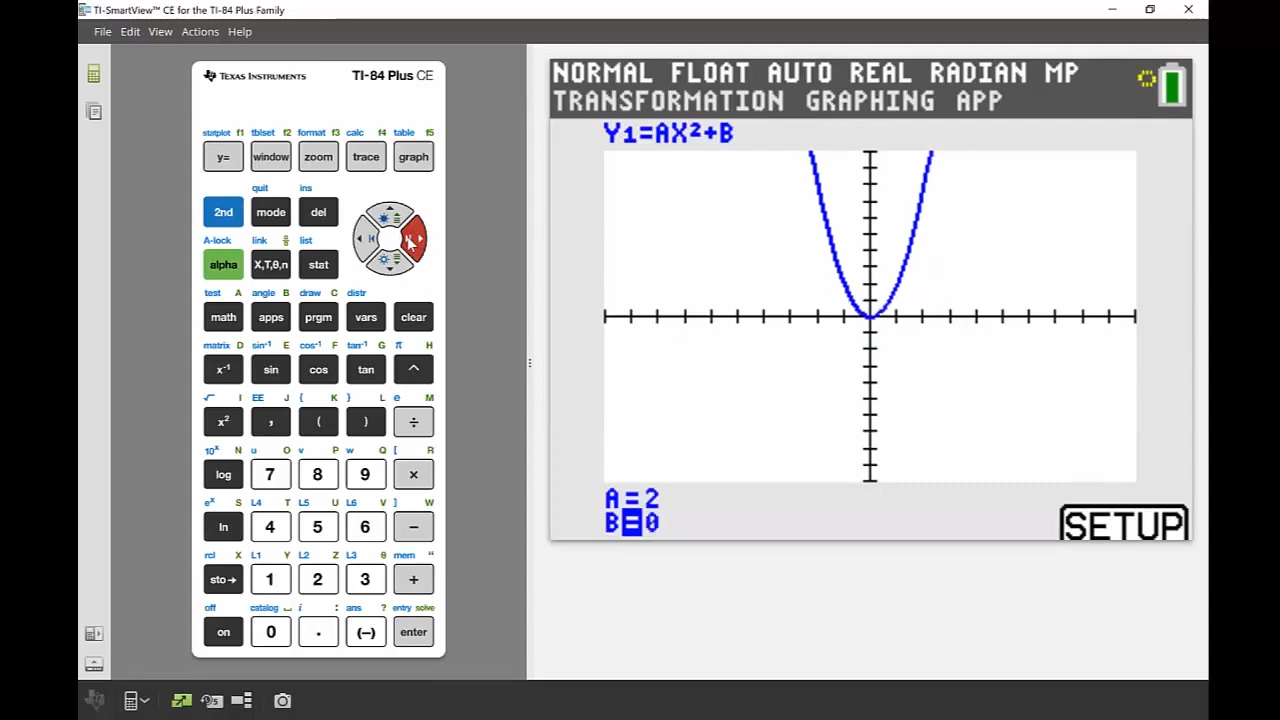 TI-SmartView™ CE for the TI-84 Plus Family
File Edit View Actions Help
TEXAS INSTRUMENTS TI-84 Plus CE
statplot f1 tblset f2 format f3 calc f4 table f5
y= window zoom trace graph
quit ins
2nd mode del
A-lock link list
alpha X,T,θ,n stat
test A angle B draw C distr
math apps prgm vars clear
matrix D sin⁻¹ E cos⁻¹ F tan⁻¹ G π H
x⁻¹ sin cos tan ^
√ I EE J { K } L e M
x² , ( ) ÷
10ˣ N u O v P w Q [ R
log 7 8 9 ×
eˣ S L4 T L5 U L6 V ] W
ln 4 5 6 −
rcl X L1 Y L2 Z L3 θ mem "
sto→ 1 2 3 +
off catalog ⎵ i : ans ? entry solve
on 0 . (–) enter
NORMAL FLOAT AUTO REAL RADIAN MP
TRANSFORMATION GRAPHING APP
Y1=AX²+B
A=2
B=0
SETUP